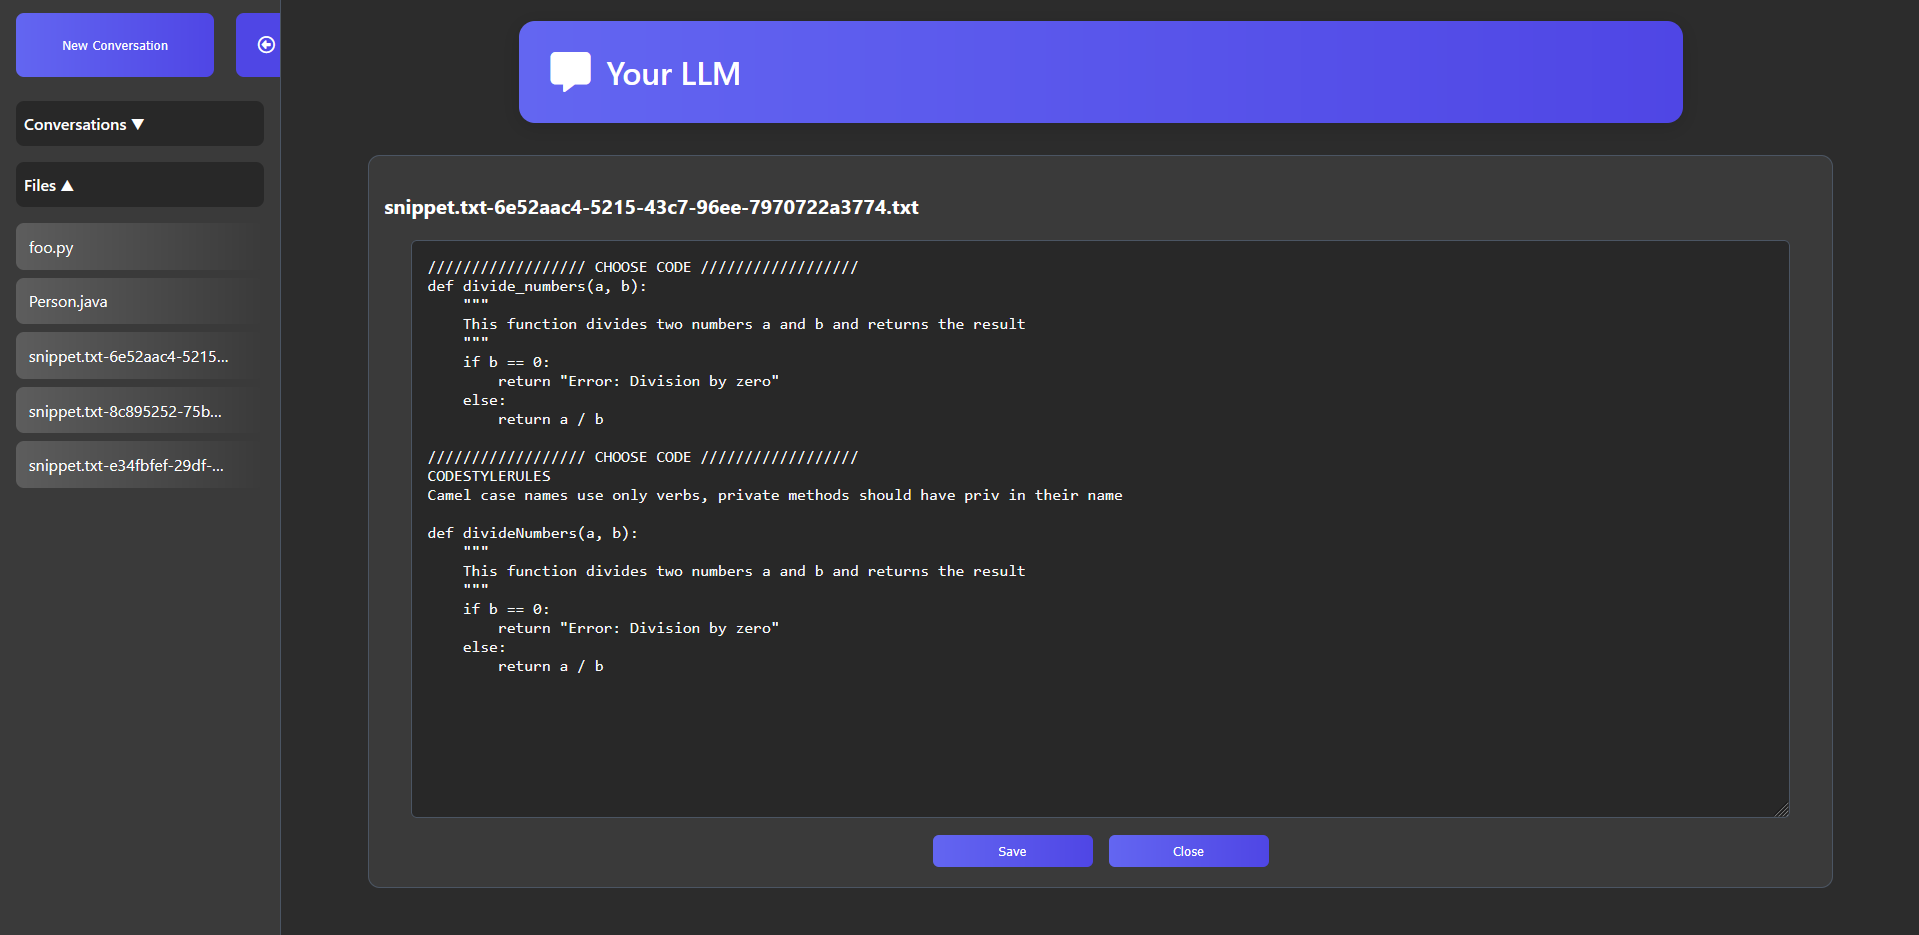 New Conversation
Conversations ▼
Files ▲
foo.py
Person.java
snippet.txt-6e52aac4-5215...
snippet.txt-8c895252-75b...
snippet.txt-e34fbfef-29df-...
Your LLM
snippet.txt-6e52aac4-5215-43c7-96ee-7970722a3774.txt
////////////////// CHOOSE CODE //////////////////
def divide_numbers(a, b):
    """
    This function divides two numbers a and b and returns the result
    """
    if b == 0:
        return "Error: Division by zero"
    else:
        return a / b

////////////////// CHOOSE CODE //////////////////
CODESTYLERULES
Camel case names use only verbs, private methods should have priv in their name

def divideNumbers(a, b):
    """
    This function divides two numbers a and b and returns the result
    """
    if b == 0:
        return "Error: Division by zero"
    else:
        return a / b
Save
Close